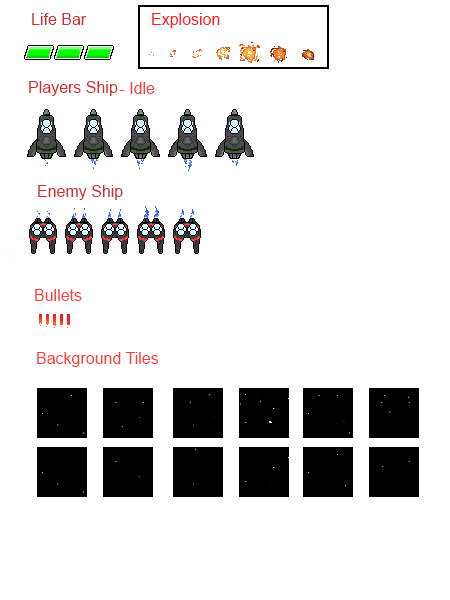 Life Bar
Explosion
Players Ship - Idle
Enemy Ship
Bullets
Background Tiles